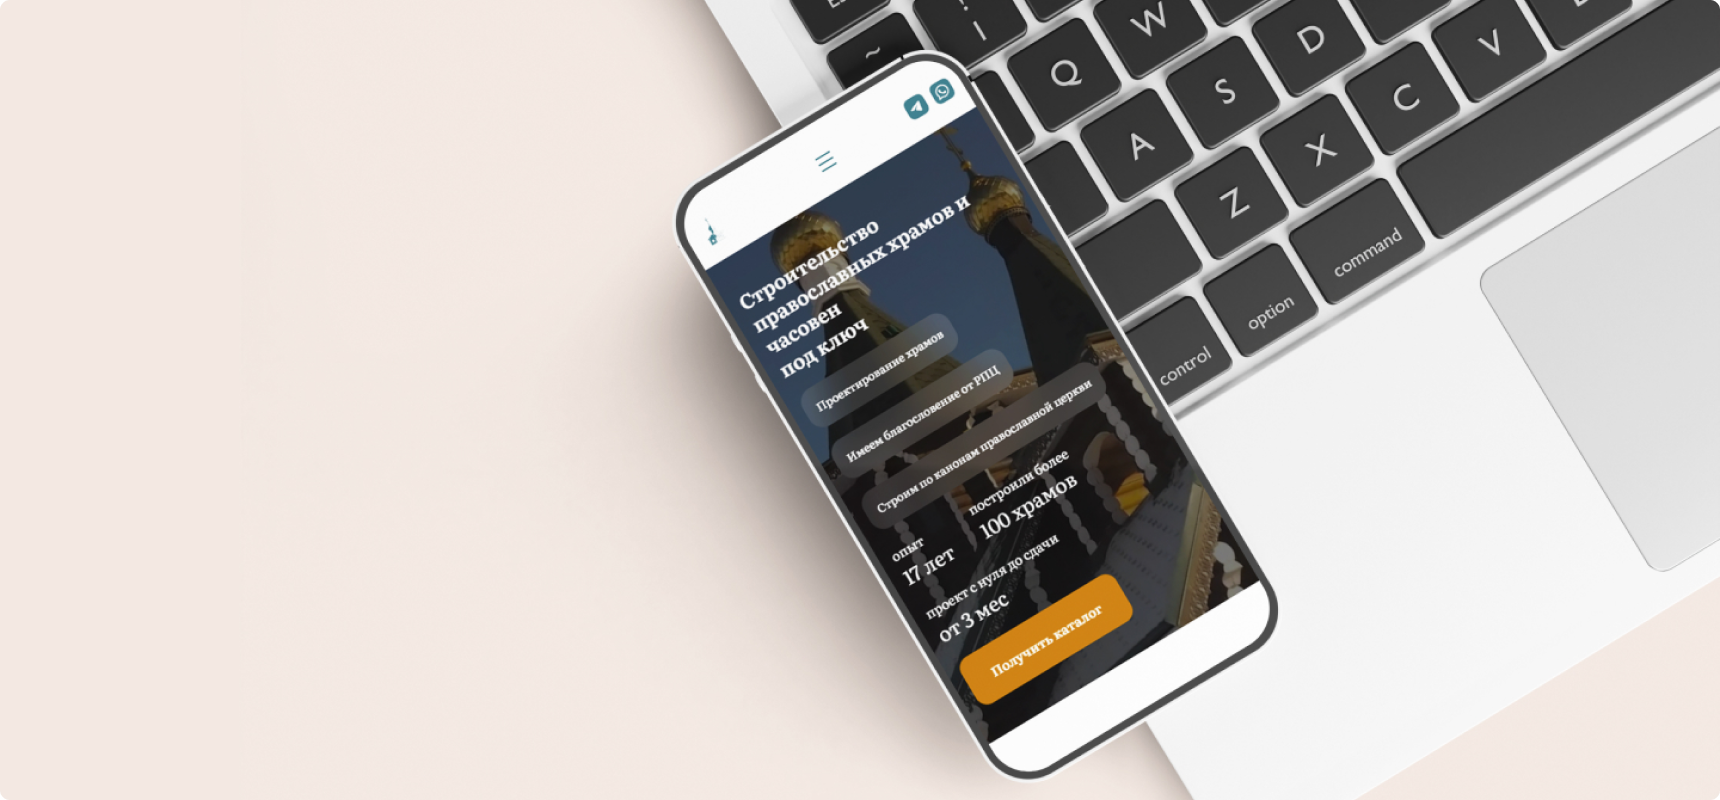 Строительство
православных храмов и
часовен
под ключ
Проектирование храмов
Имеем благословение от РПЦ
Строим по канонам православной церкви
опыт
17 лет
построили более
100 храмов
проект с нуля до сдачи
от 3 мес
Получить каталог
~
!
1
Q
W
A
S
D
Z
X
C
V
control
option
command